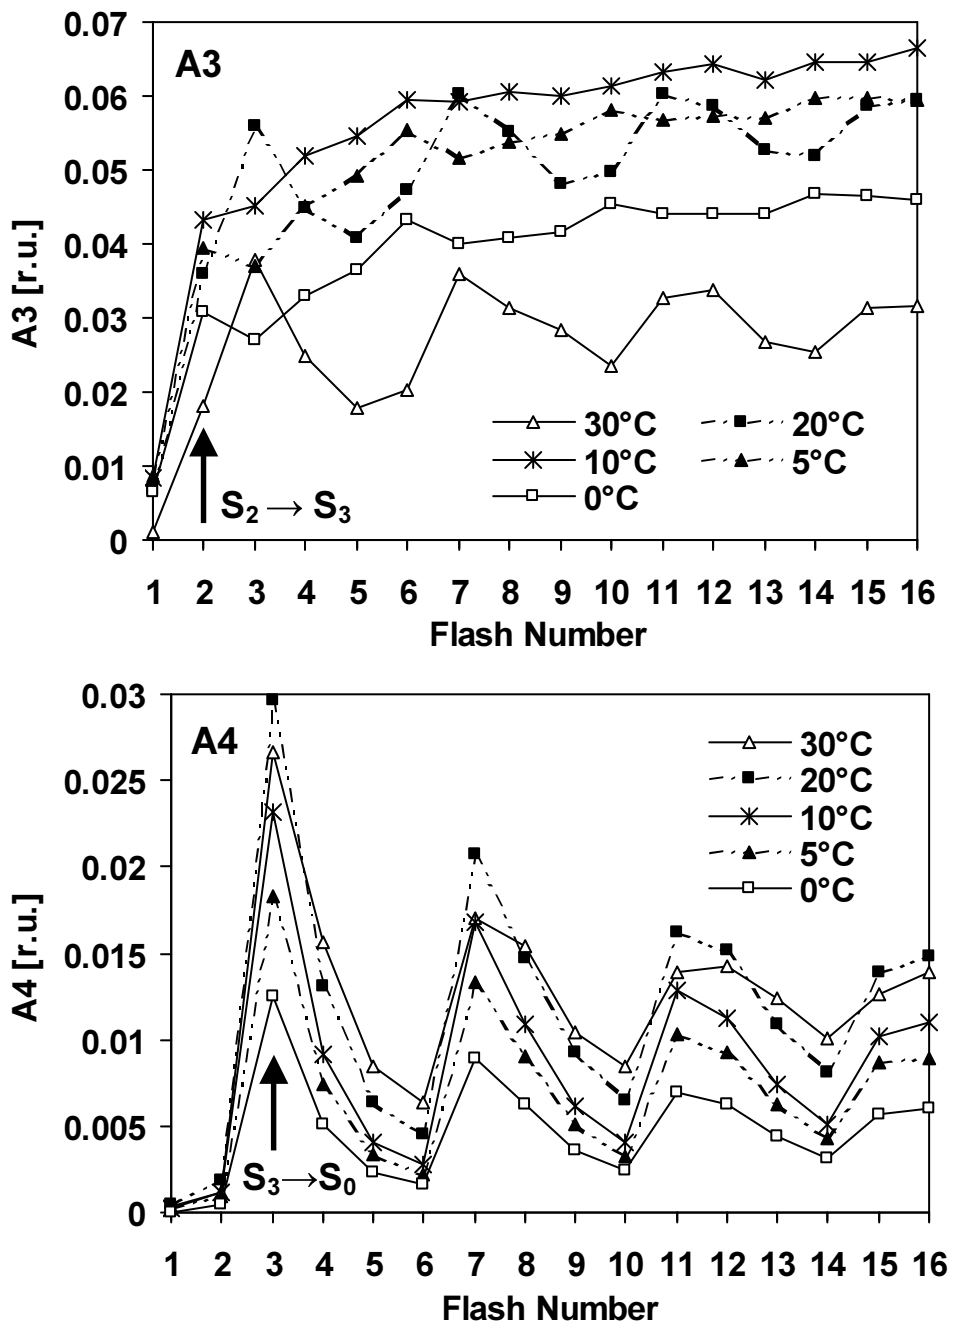 0.07
A3
0.06
0.05
0.04
0.03
0.02
0.01
0
A3 [r.u.]
30°C 20°C
10°C 5°C
0°C
S2 → S3
1 2 3 4 5 6 7 8 9 10 11 12 13 14 15 16
Flash Number
0.03
A4
0.025
0.02
0.015
0.01
0.005
0
A4 [r.u.]
30°C
20°C
10°C
5°C
0°C
S3→S0
1 2 3 4 5 6 7 8 9 10 11 12 13 14 15 16
Flash Number